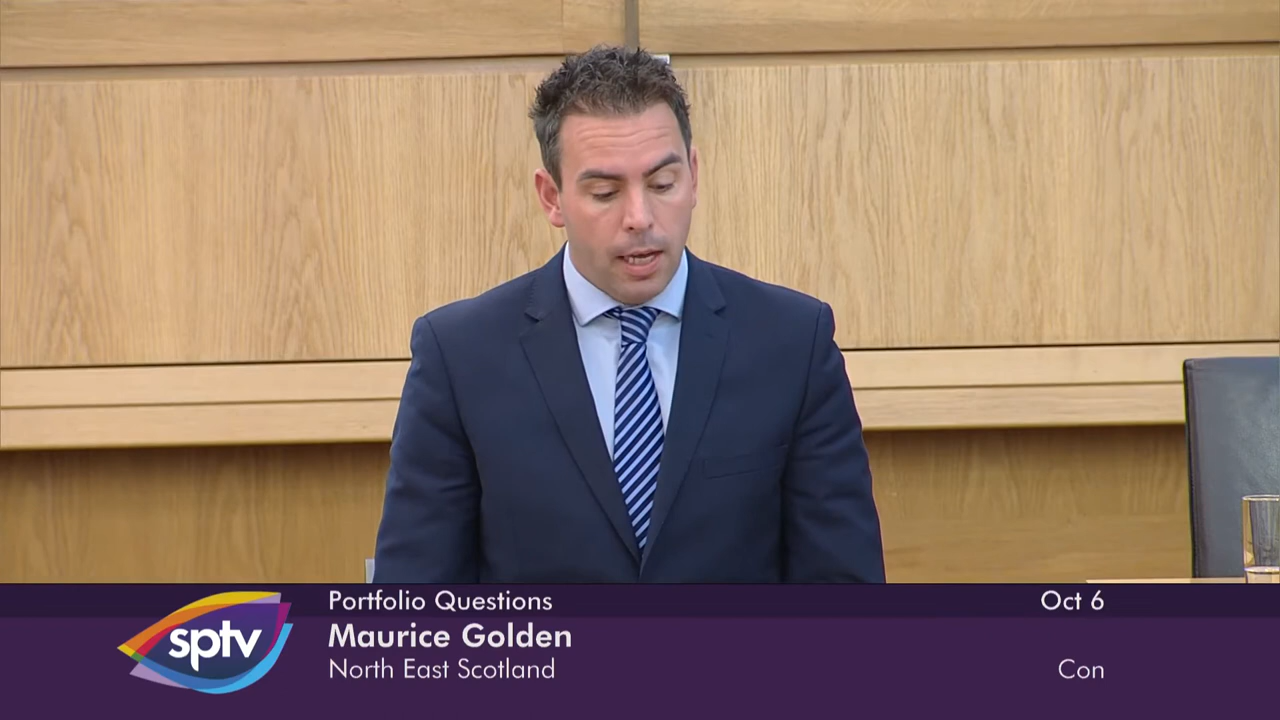 Portfolio Questions
Oct 6
sptv
Maurice Golden
North East Scotland
Con